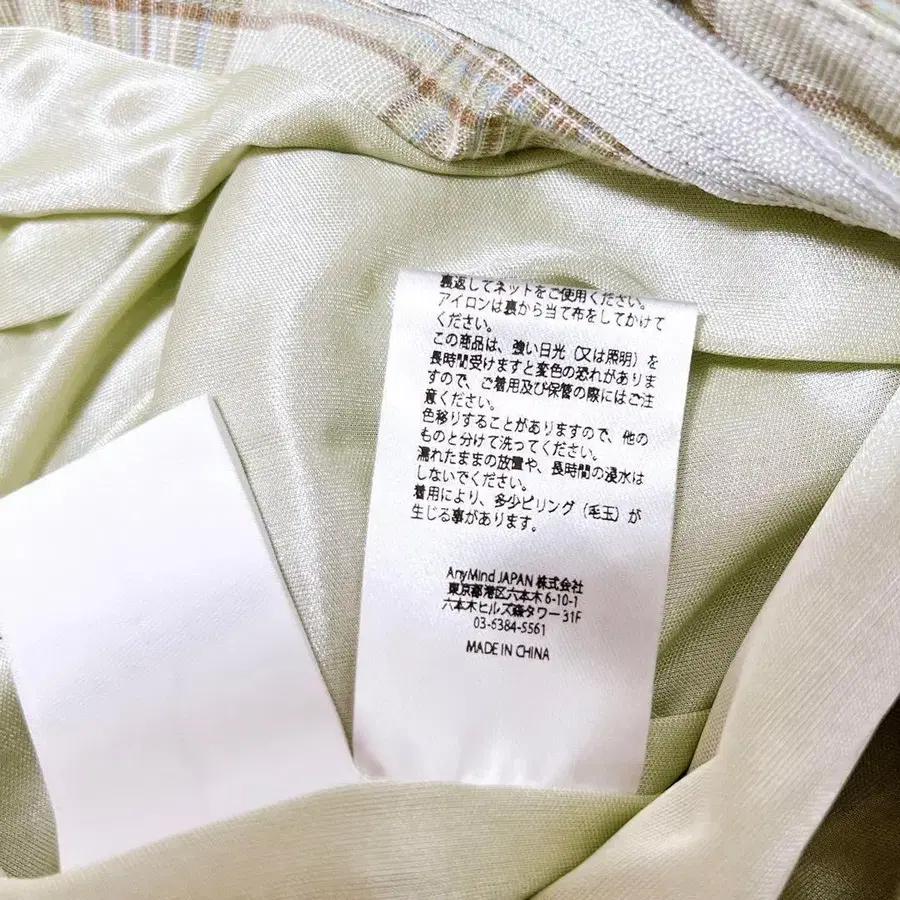 裏返してネットをご使用ください。
アイロンは裏から当て布をしてかけて
ください。
この商品は、強い日光（又は照明）を
長時間受けますと変色の恐れがありま
すので、ご着用及び保管の際にはご注
意ください。
色移りすることがありますので、他の
ものと分けて洗ってください。
濡れたままの放置や、長時間の浸水は
しないでください。
着用により、多少ピリング（毛玉）が
生じる事があります。
AnyMind JAPAN 株式会社
東京都港区六本木 6-10-1
六本木ヒルズ森タワー 31F
03-6384-5561
MADE IN CHINA